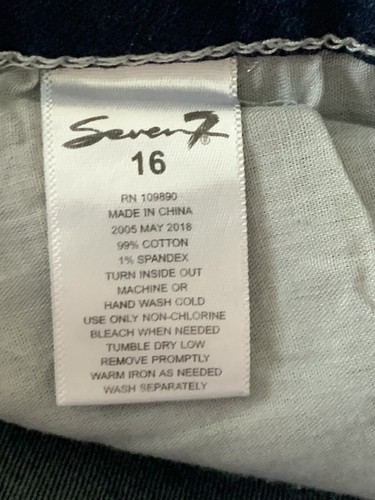 Seven7®
16
RN 109890
MADE IN CHINA
2005 MAY 2018
99% COTTON
1% SPANDEX
TURN INSIDE OUT
MACHINE OR
HAND WASH COLD
USE ONLY NON-CHLORINE
BLEACH WHEN NEEDED
TUMBLE DRY LOW
REMOVE PROMPTLY
WARM IRON AS NEEDED
WASH SEPARATELY